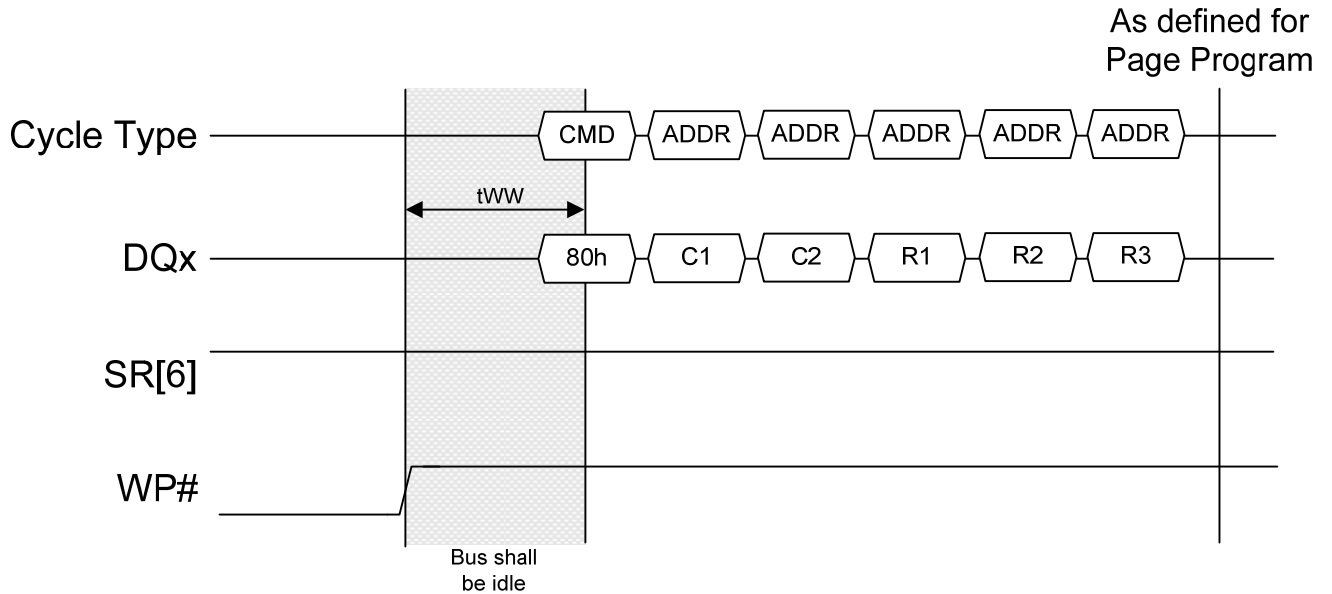 As defined for
Page Program
Cycle Type
CMD ADDR ADDR ADDR ADDR ADDR
tWW
DQx
80h C1 C2 R1 R2 R3
SR[6]
WP#
Bus shall
be idle